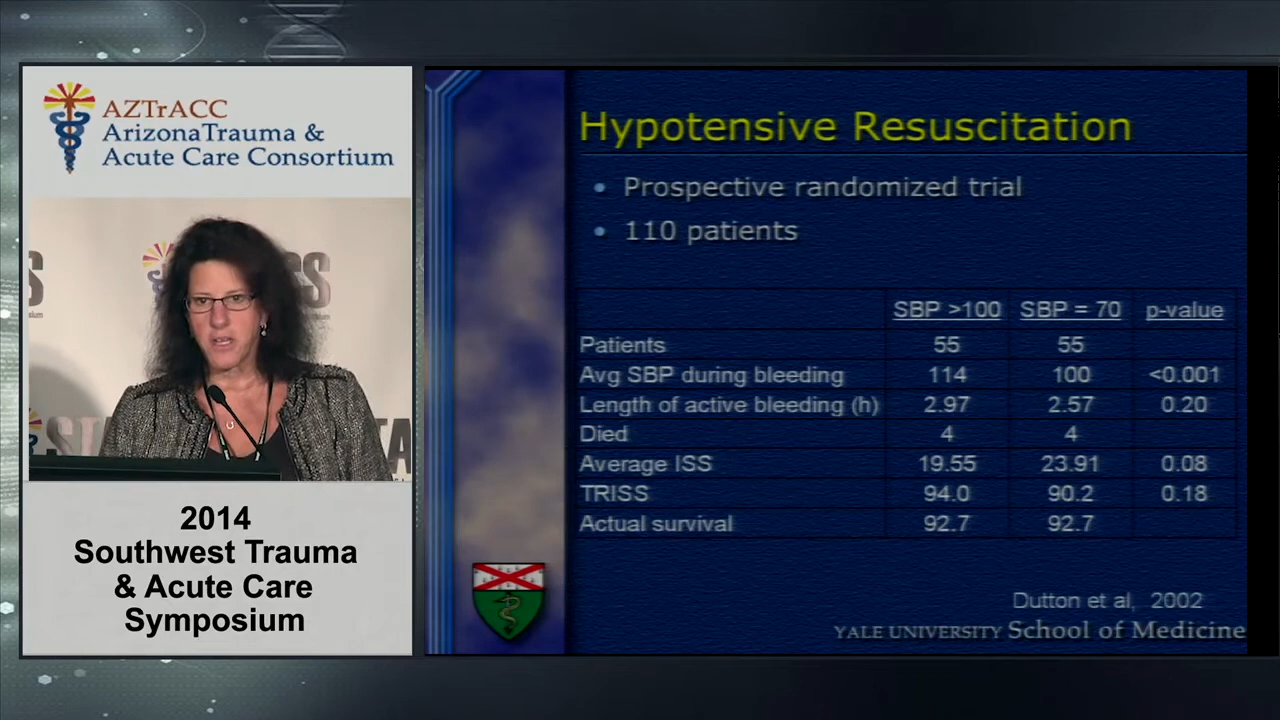 AZTrACC
ArizonaTrauma &
Acute Care Consortium
2014
Southwest Trauma
& Acute Care
Symposium
Hypotensive Resuscitation
• Prospective randomized trial
• 110 patients
SBP >100 SBP = 70 p-value
Patients 55 55
Avg SBP during bleeding 114 100 <0.001
Length of active bleeding (h) 2.97 2.57 0.20
Died 4 4
Average ISS 19.55 23.91 0.08
TRISS 94.0 90.2 0.18
Actual survival 92.7 92.7
Dutton et al, 2002
YALE UNIVERSITY School of Medicine